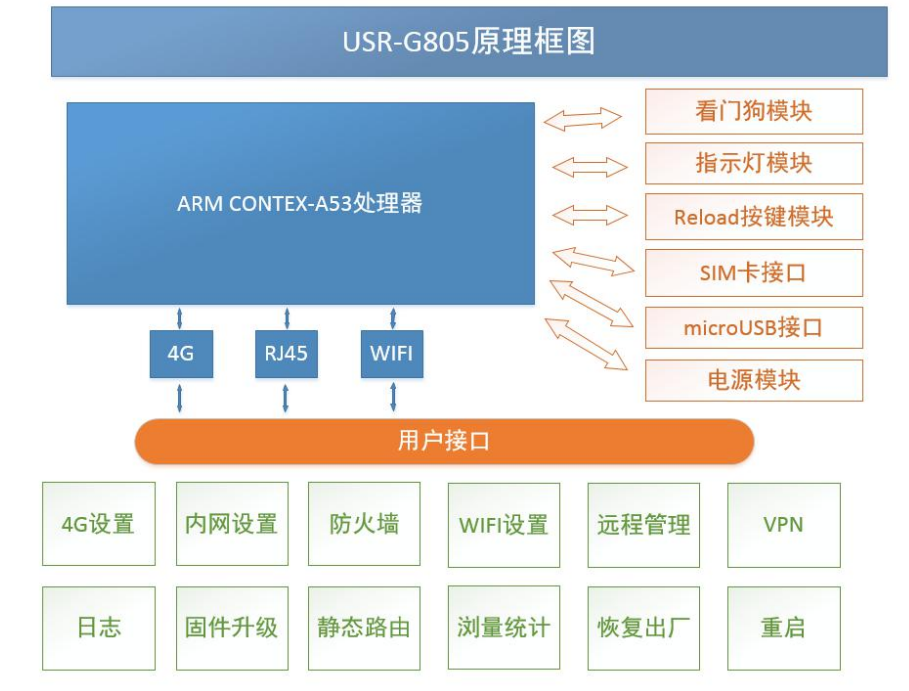 USR-G805原理框图
ARM CONTEX-A53处理器
看门狗模块
指示灯模块
Reload按键模块
SIM卡接口
microUSB接口
电源模块
4G
RJ45
WIFI
用户接口
4G设置
内网设置
防火墙
WIFI设置
远程管理
VPN
日志
固件升级
静态路由
浏量统计
恢复出厂
重启